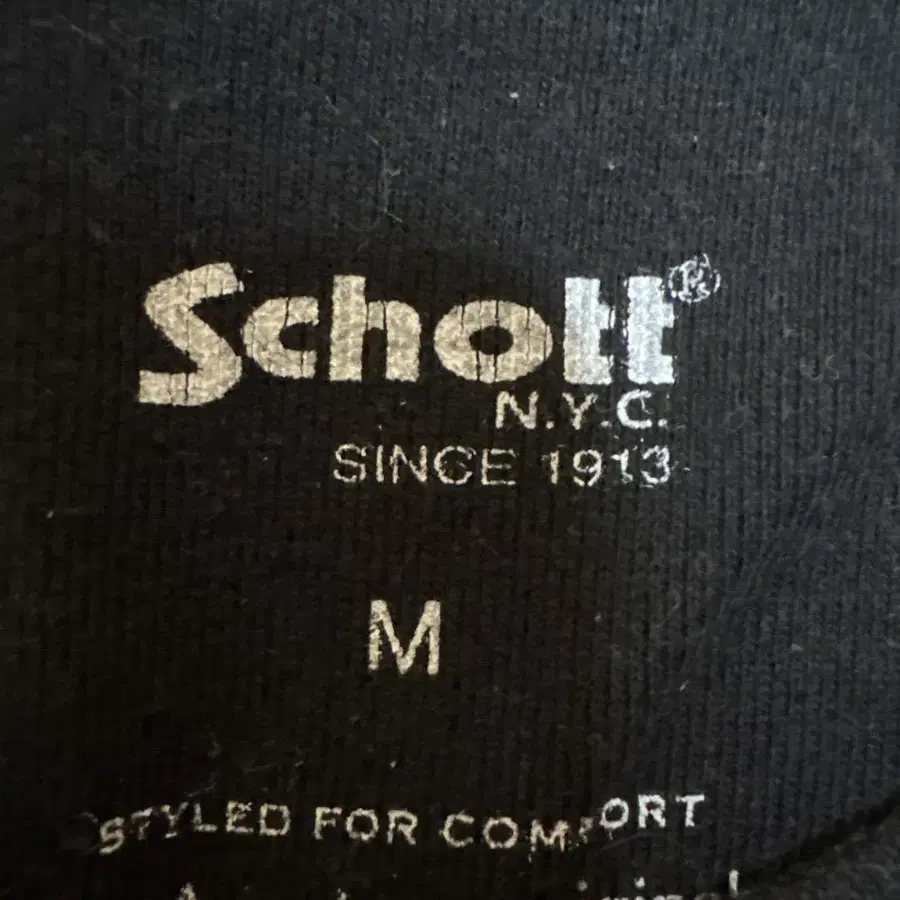 Schott®
N.Y.C.
SINCE 1913
M
STYLED FOR COMFORT